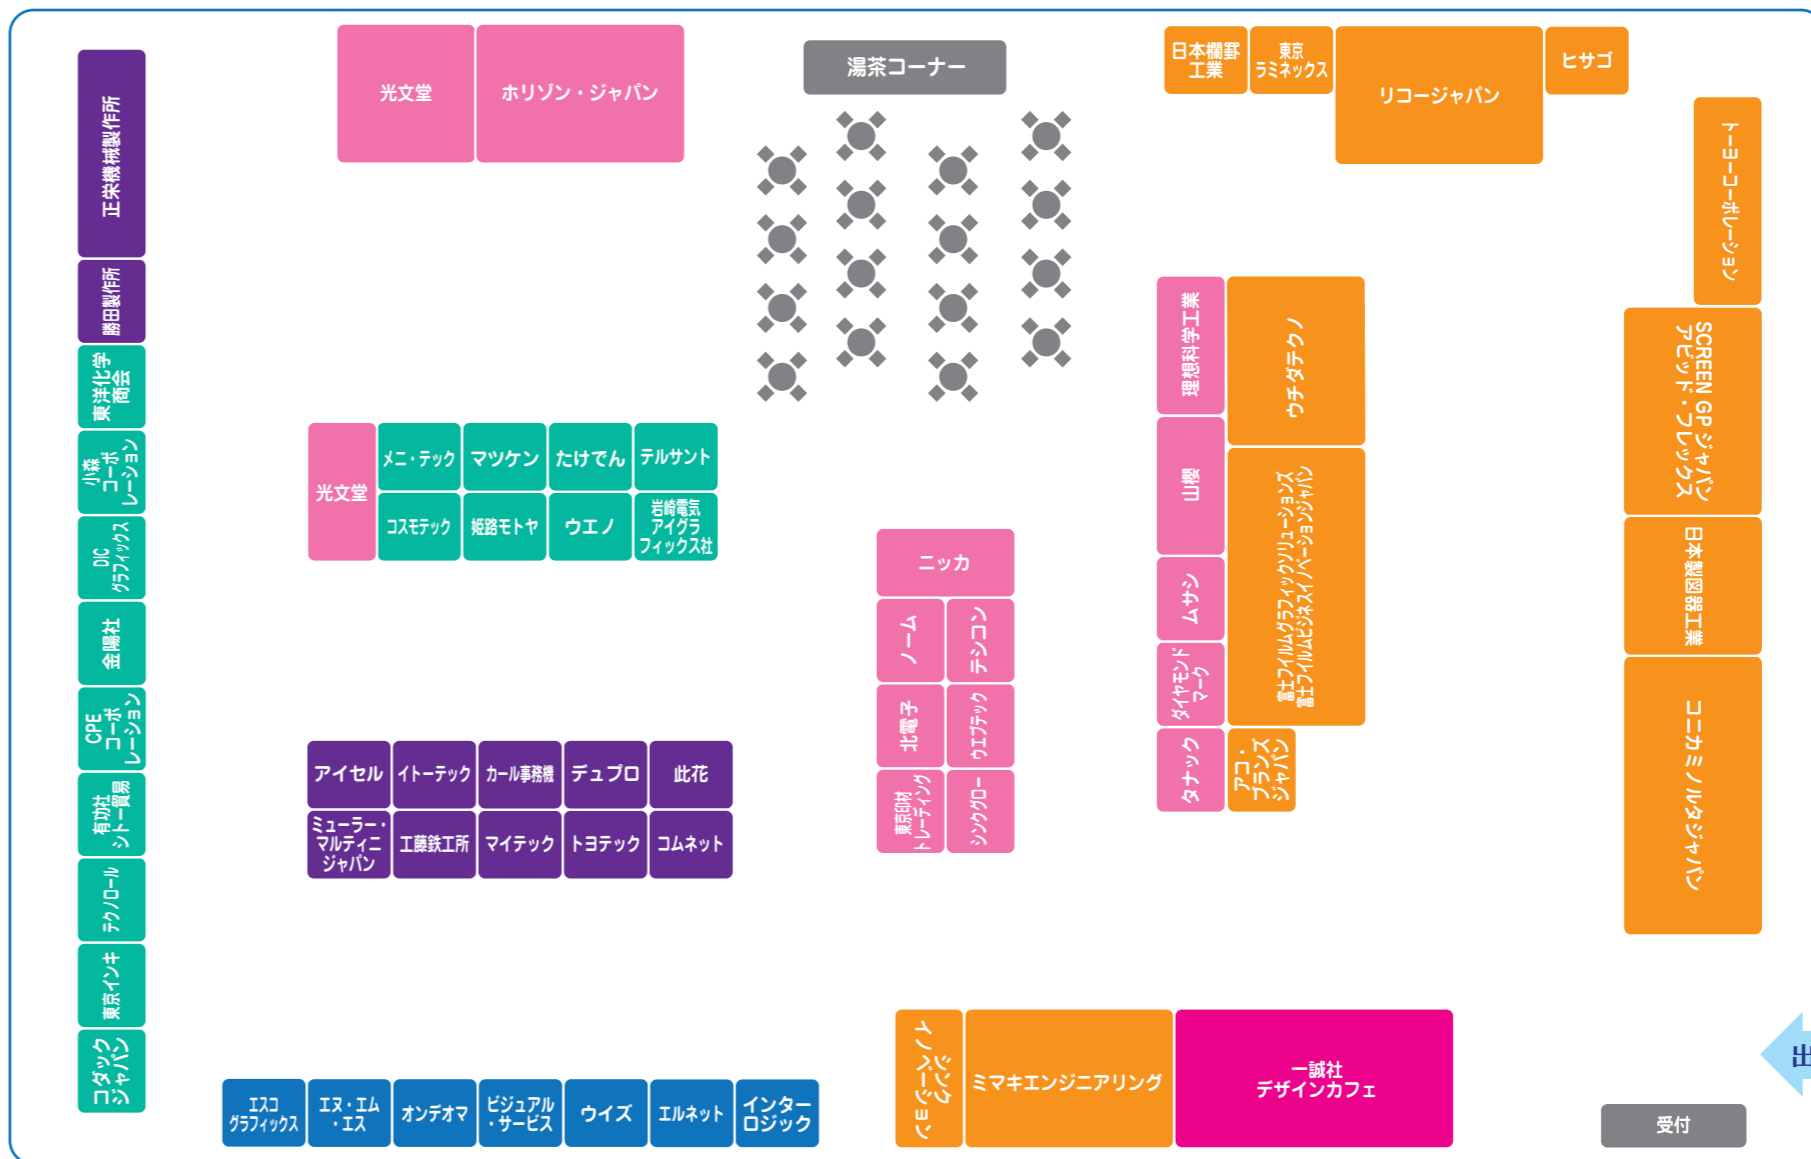 正栄機械製作所
勝田製作所
東洋化学
商会
小森
コーポ
レーション
DIC
グラフィックス
金陽社
CPE
コーポ
レーション
有功社
シトー貿易
テクノロール
東京インキ
コダック
ジャパン
光文堂
ホリゾン・ジャパン
湯茶コーナー
日本欄罫
工業
東京
ラミネックス
リコージャパン
ヒサゴ
トーヨーコーポレーション
SCREEN GP ジャパン
アビッド・フレックス
日本製図器工業
コニカミノルタジャパン
光文堂
メニ・テック
マツケン
たけでん
テルサント
コスモテック
姫路モトヤ
ウエノ
岩崎電気
アイグラ
フィックス社
アイセル
イトーテック
カール事務機
デュプロ
此花
ミューラー・
マルティニ
ジャパン
工藤鉄工所
マイテック
トヨテック
コムネット
ニッカ
ノーム
テシコン
北電子
ウエブテック
東京印材
トレーディング
シンクグロー
理想科学工業
山櫻
ムサシ
ダイヤモンド
マーク
タナック
ウチダテクノ
富士フイルムグラフィックソリューションズ
富士フイルムビジネスイノベーションジャパン
アコ・
ブランズ
ジャパン
エスコ
グラフィックス
エヌ・エム
・エス
オンデオマ
ビジュアル
・サービス
ウイズ
エルネット
インター
ロジック
シンク
イノベーション
ミマキエンジニアリング
一誠社
デザインカフェ
受付
出